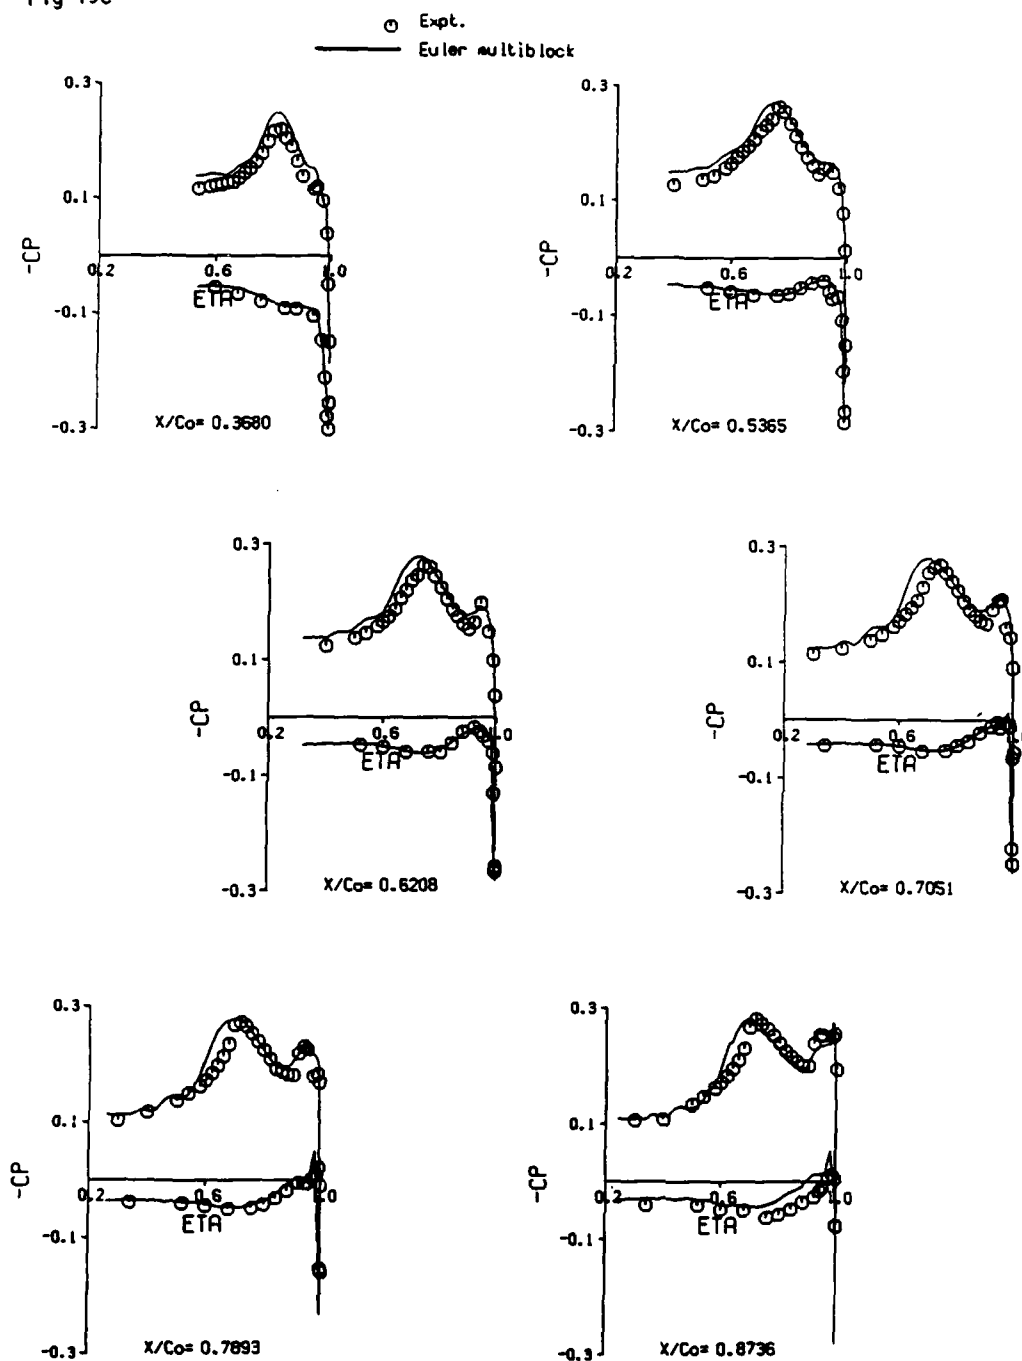 Expt.
Euler multiblock
0.3
0.1
-CP
0.2 0.6 1.0
ETA
-0.1
X/Co= 0.3680
-0.3
0.3
0.1
-CP
0.2 0.6 1.0
ETA
-0.1
X/Co= 0.5365
-0.3
0.3
0.1
-CP
0.2 0.6 1.0
ETA
-0.1
X/Co= 0.6208
-0.3
0.3
0.1
-CP
0.2 0.6
ETA
-0.1
X/Co= 0.7051
-0.3
0.3
0.1
-CP
0.2 0.6 1.0
ETA
-0.1
X/Co= 0.7893
-0.3
0.3
0.1
-CP
0.2 0.6 1.0
ETA
-0.1
X/Co= 0.8736
-0.3